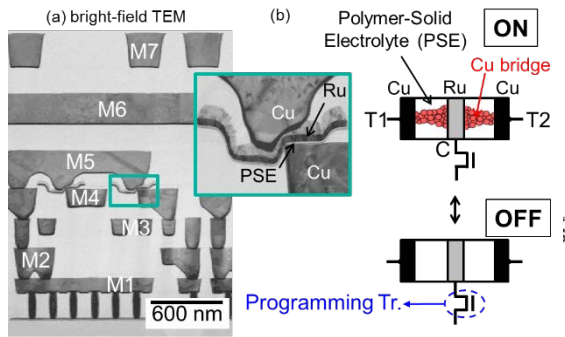 (a) bright-field TEM
M7
M6
M5
M4
M3
M2
M1
600 nm
Cu
Ru
PSE
Cu
(b)
Polymer-Solid
Electrolyte (PSE)
ON
Cu Ru Cu
Cu bridge
T1 T2
C
OFF
Programming Tr.